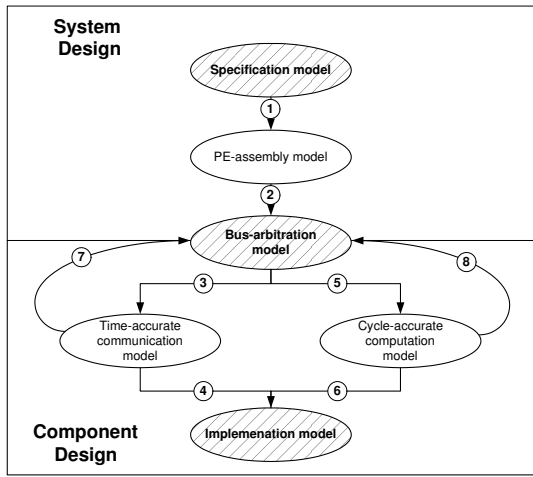 System
Design
Specification model
1
PE-assembly model
2
Bus-arbitration
model
7
8
3
5
Time-accurate
communication
model
Cycle-accurate
computation
model
4
6
Component
Design
Implemenation model